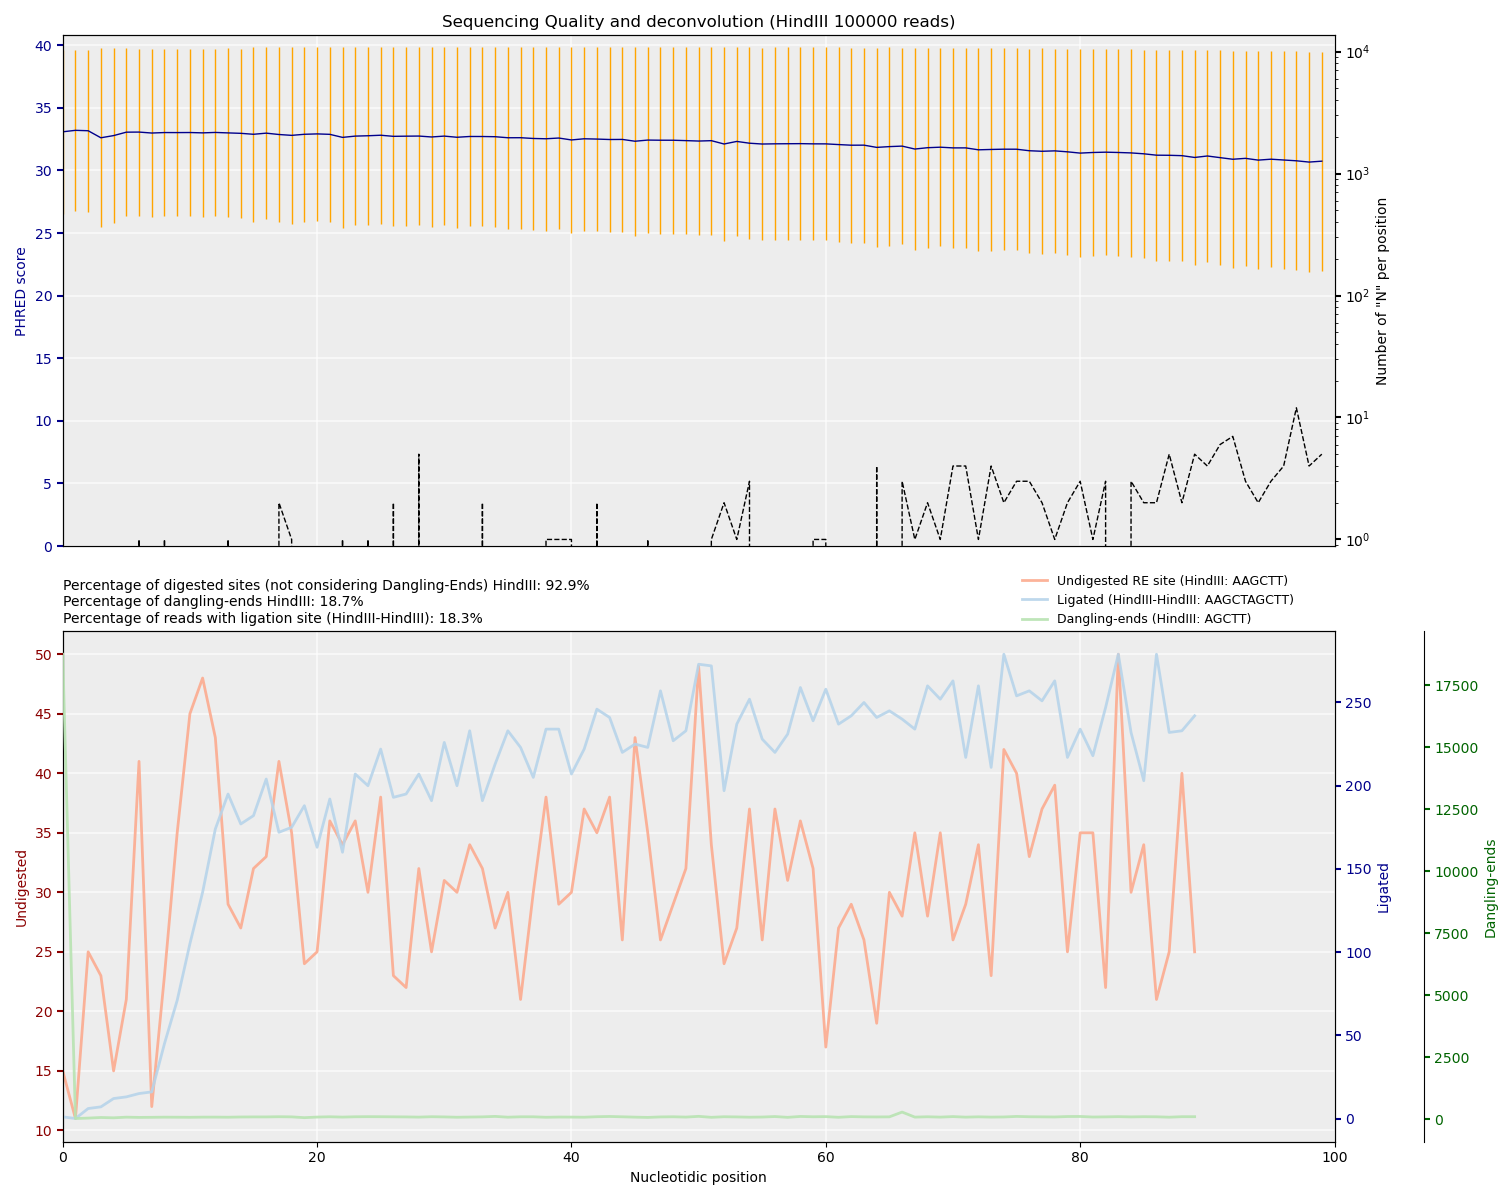 Sequencing Quality and deconvolution (HindIII 100000 reads)
40
35
30
25
20
15
10
5
0
PHRED score
10⁴
10³
10²
10¹
10⁰
Number of "N" per position
Percentage of digested sites (not considering Dangling-Ends) HindIII: 92.9%
Percentage of dangling-ends HindIII: 18.7%
Percentage of reads with ligation site (HindIII-HindIII): 18.3%
Undigested RE site (HindIII: AAGCTT)
Ligated (HindIII-HindIII: AAGCTAGCTT)
Dangling-ends (HindIII: AGCTT)
50
45
40
35
30
25
20
15
10
Undigested
250
200
150
100
50
0
Ligated
17500
15000
12500
10000
7500
5000
2500
0
Dangling-ends
0 20 40 60 80 100
Nucleotidic position